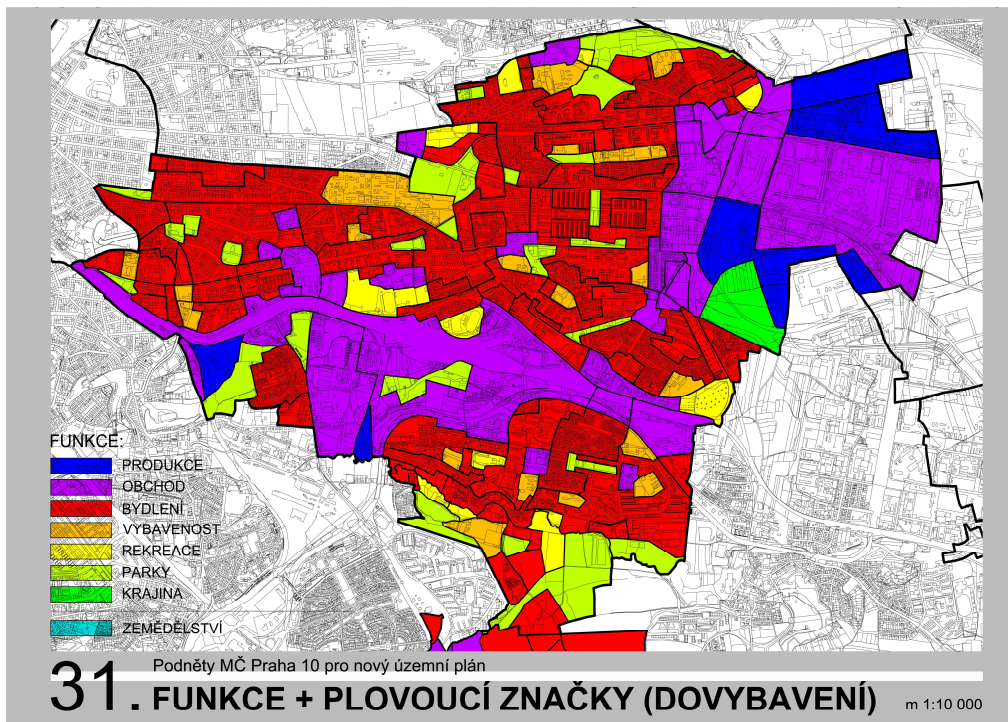 FUNKCE:
PRODUKCE
OBCHOD
BYDLENÍ
VYBAVENOST
REKREACE
PARKY
KRAJINA
ZEMĚDĚLSTVÍ
Podněty MČ Praha 10 pro nový územní plán
31. FUNKCE + PLOVOUCÍ ZNAČKY (DOVYBAVENÍ) m 1:10 000